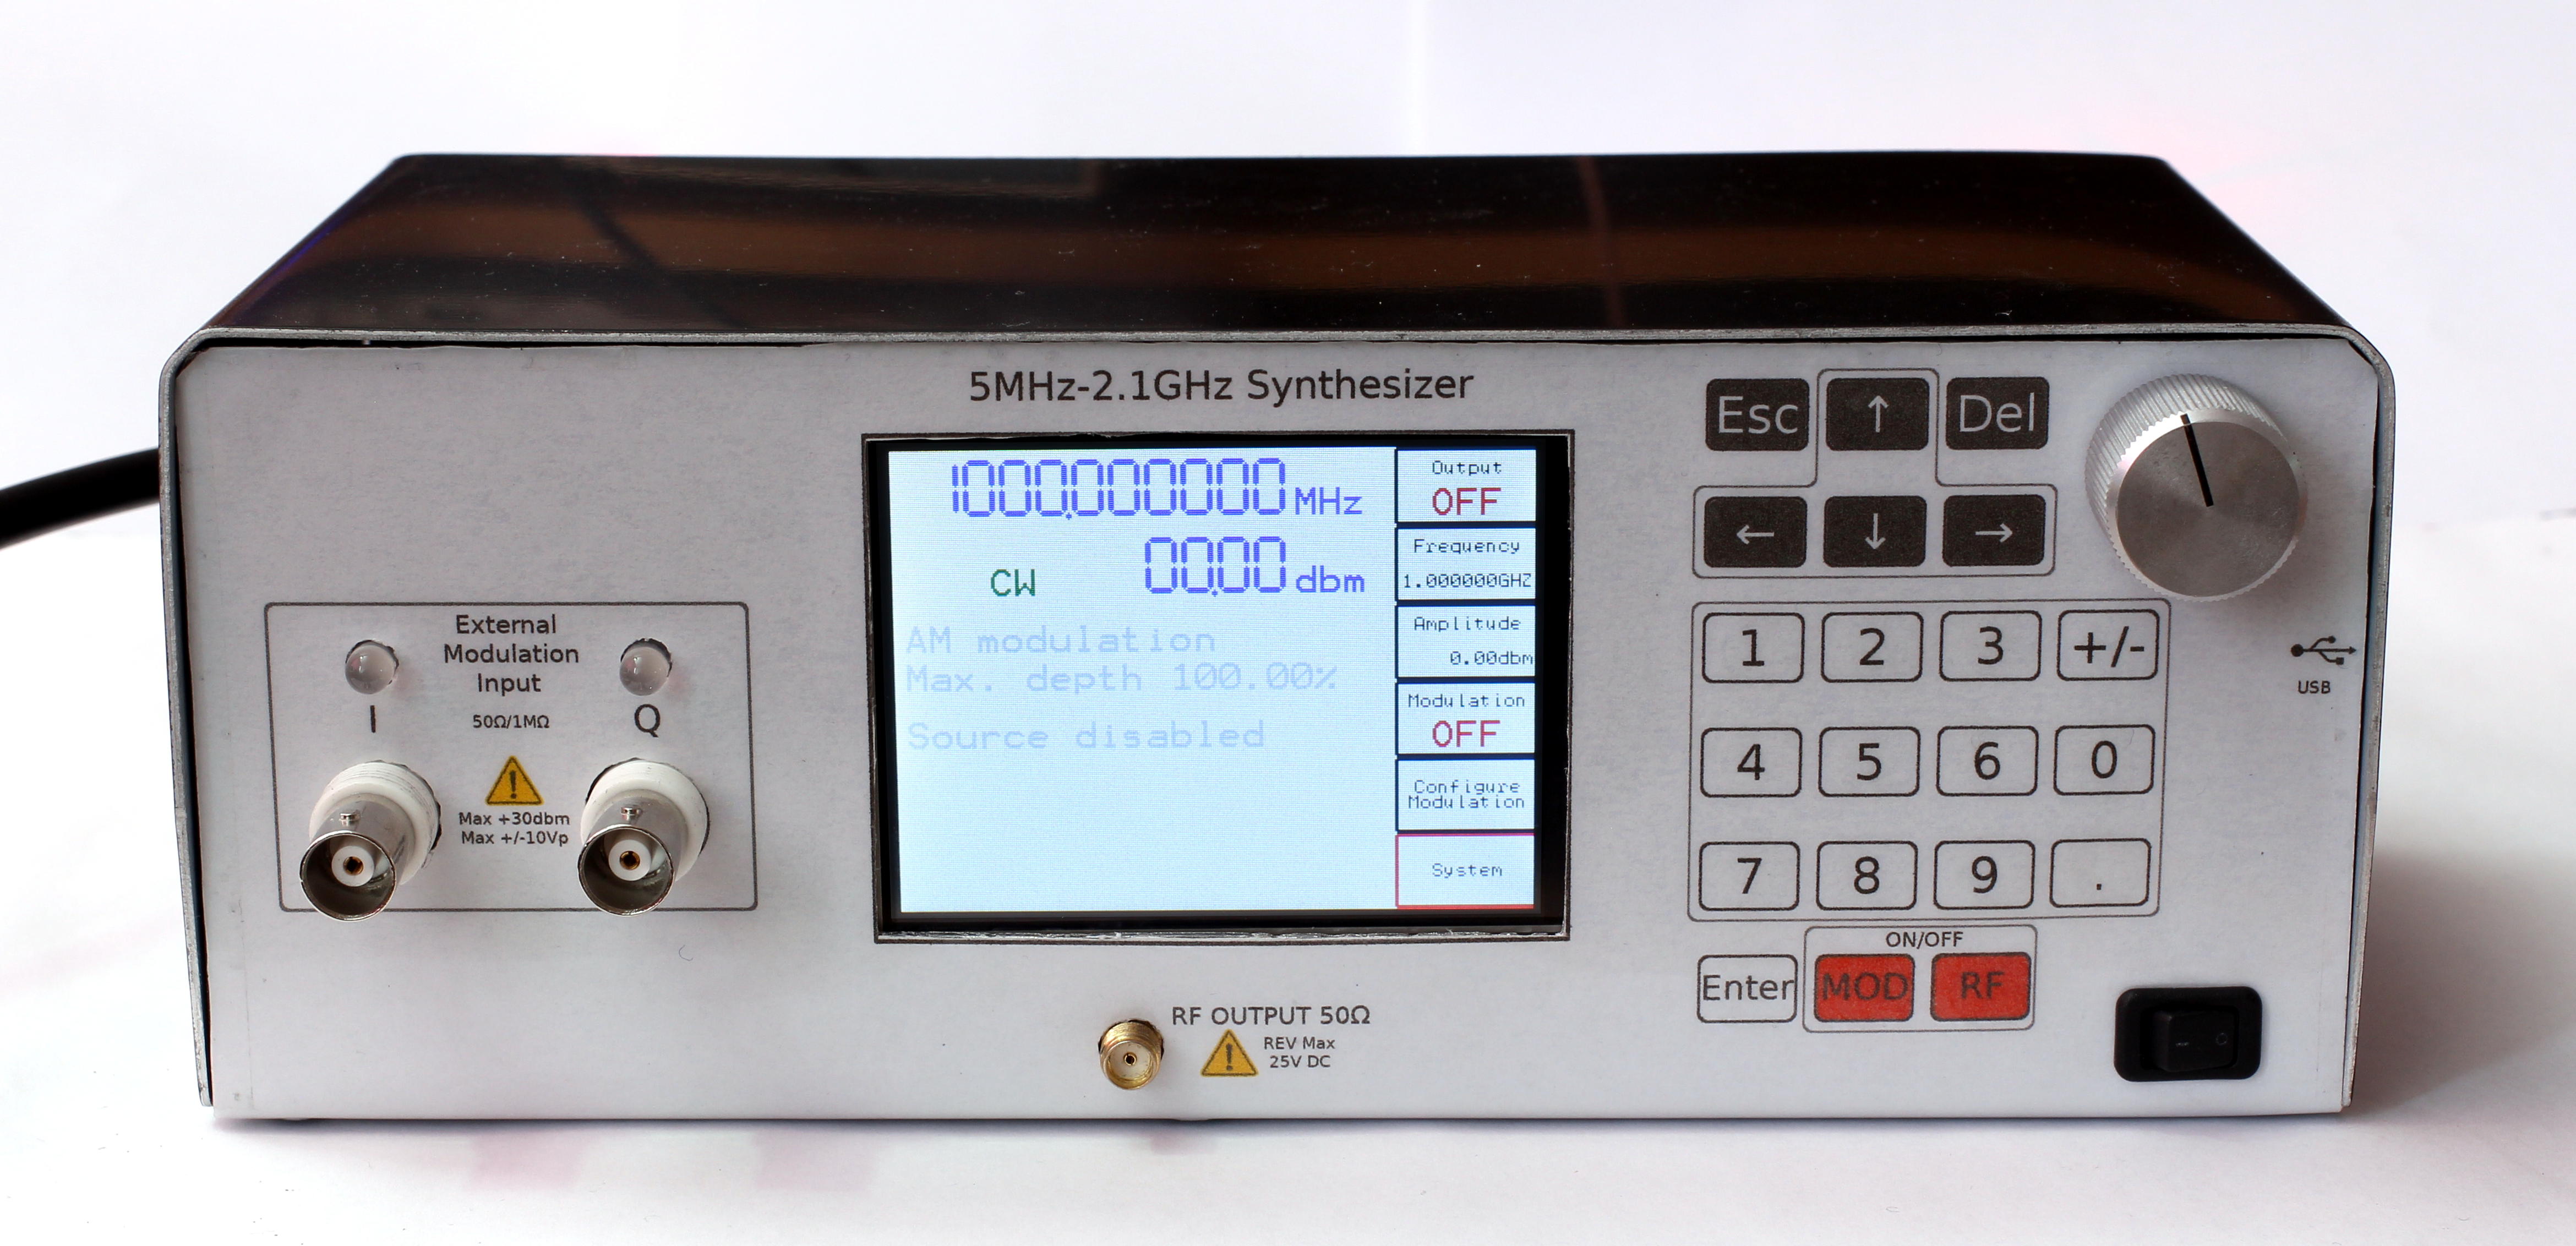 5MHz-2.1GHz Synthesizer
External
Modulation
Input
I
50Ω/1MΩ
Q
Max +30dbm
Max +/-10Vp
1000.000000 MHz
CW 00.00 dbm
AM modulation
Max. depth 100.00%
Source disabled
Output
OFF
Frequency
1.000000GHZ
Amplitude
0.00dbm
Modulation
OFF
Configure
Modulation
System
RF OUTPUT 50Ω
REV Max
25V DC
Esc ↑ Del
← ↓ →
1 2 3 +/-
4 5 6 0
7 8 9 .
ON/OFF
Enter MOD RF
USB